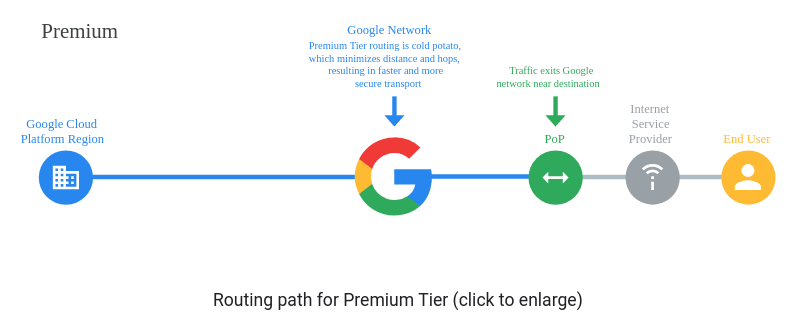 Premium
Google Network
Premium Tier routing is cold potato,
which minimizes distance and hops,
resulting in faster and more
secure transport
Traffic exits Google
network near destination
Google Cloud
Platform Region
PoP
Internet
Service
Provider
End User
Routing path for Premium Tier (click to enlarge)